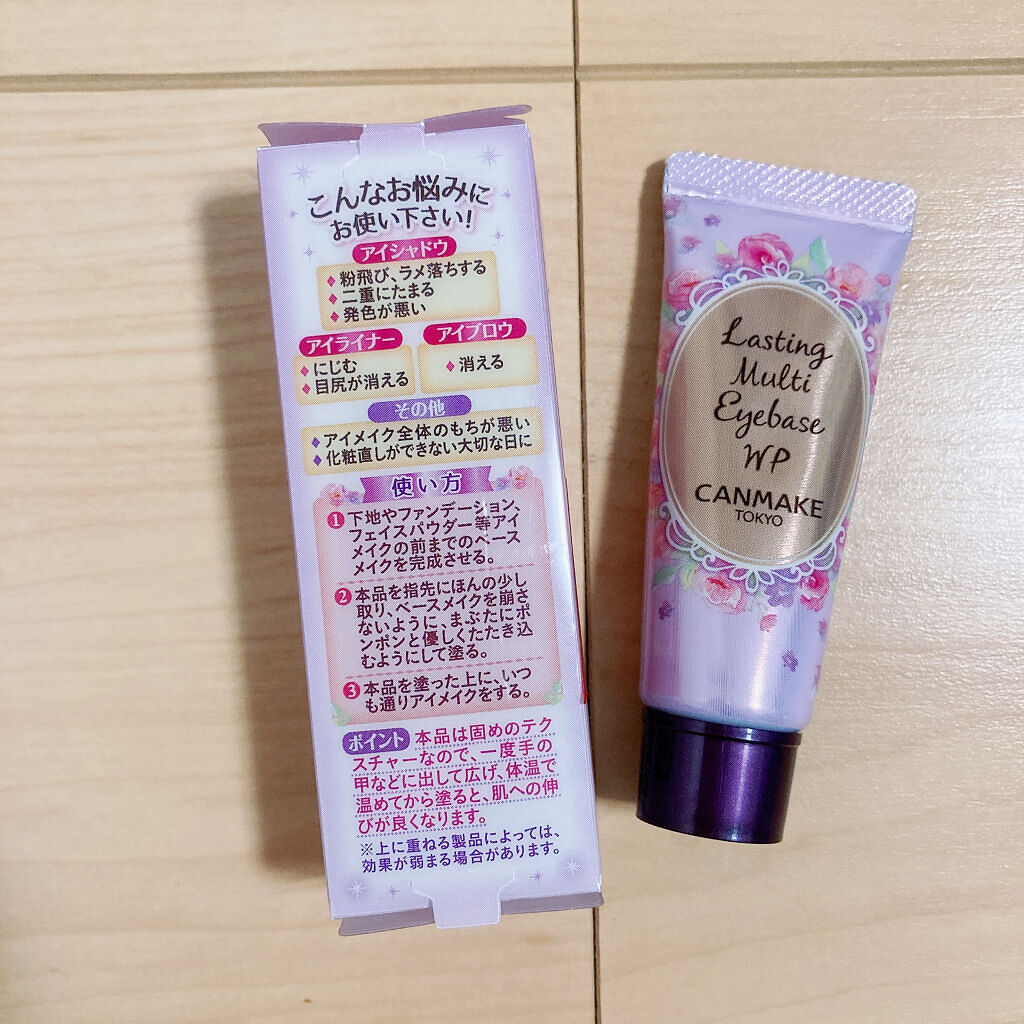 こんなお悩みに
お使い下さい!
アイシャドウ
粉飛び、ラメ落ちする
二重にたまる
発色が悪い
アイライナー
にじむ
目尻が消える
アイブロウ
消える
その他
アイメイク全体のもちが悪い
化粧直しができない大切な日に
使い方
1 下地やファンデーション、
フェイスパウダー等アイ
メイクの前までのベース
メイクを完成させる。
2 本品を指先にほんの少し
取り、ベースメイクを崩さ
ないように、まぶたにポ
ンポンと優しくたたき込
むようにして塗る。
3 本品を塗った上に、いつ
も通りアイメイクをする。
ポイント 本品は固めのテク
スチャーなので、一度手の
甲などに出して広げ、体温で
温めてから塗ると、肌への伸
びが良くなります。
※上に重ねる製品によっては、
効果が弱まる場合があります。
Lasting
Multi
Eyebase
WP
CANMAKE
TOKYO